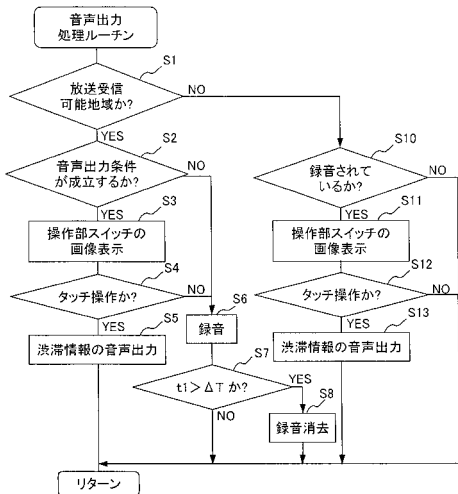 音声出力
処理ルーチン
S1
放送受信
可能地域か?
NO
YES
S2
音声出力条件
が成立するか?
NO
YES
S3
操作部スイッチの
画像表示
S4
タッチ操作か?
NO
YES
S5
渋滞情報の音声出力
S6
録音
S7
t1>ΔTか?
YES
NO
S8
録音消去
S10
録音されて
いるか?
NO
YES
S11
操作部スイッチの
画像表示
S12
タッチ操作か?
NO
YES
S13
渋滞情報の音声出力
リターン